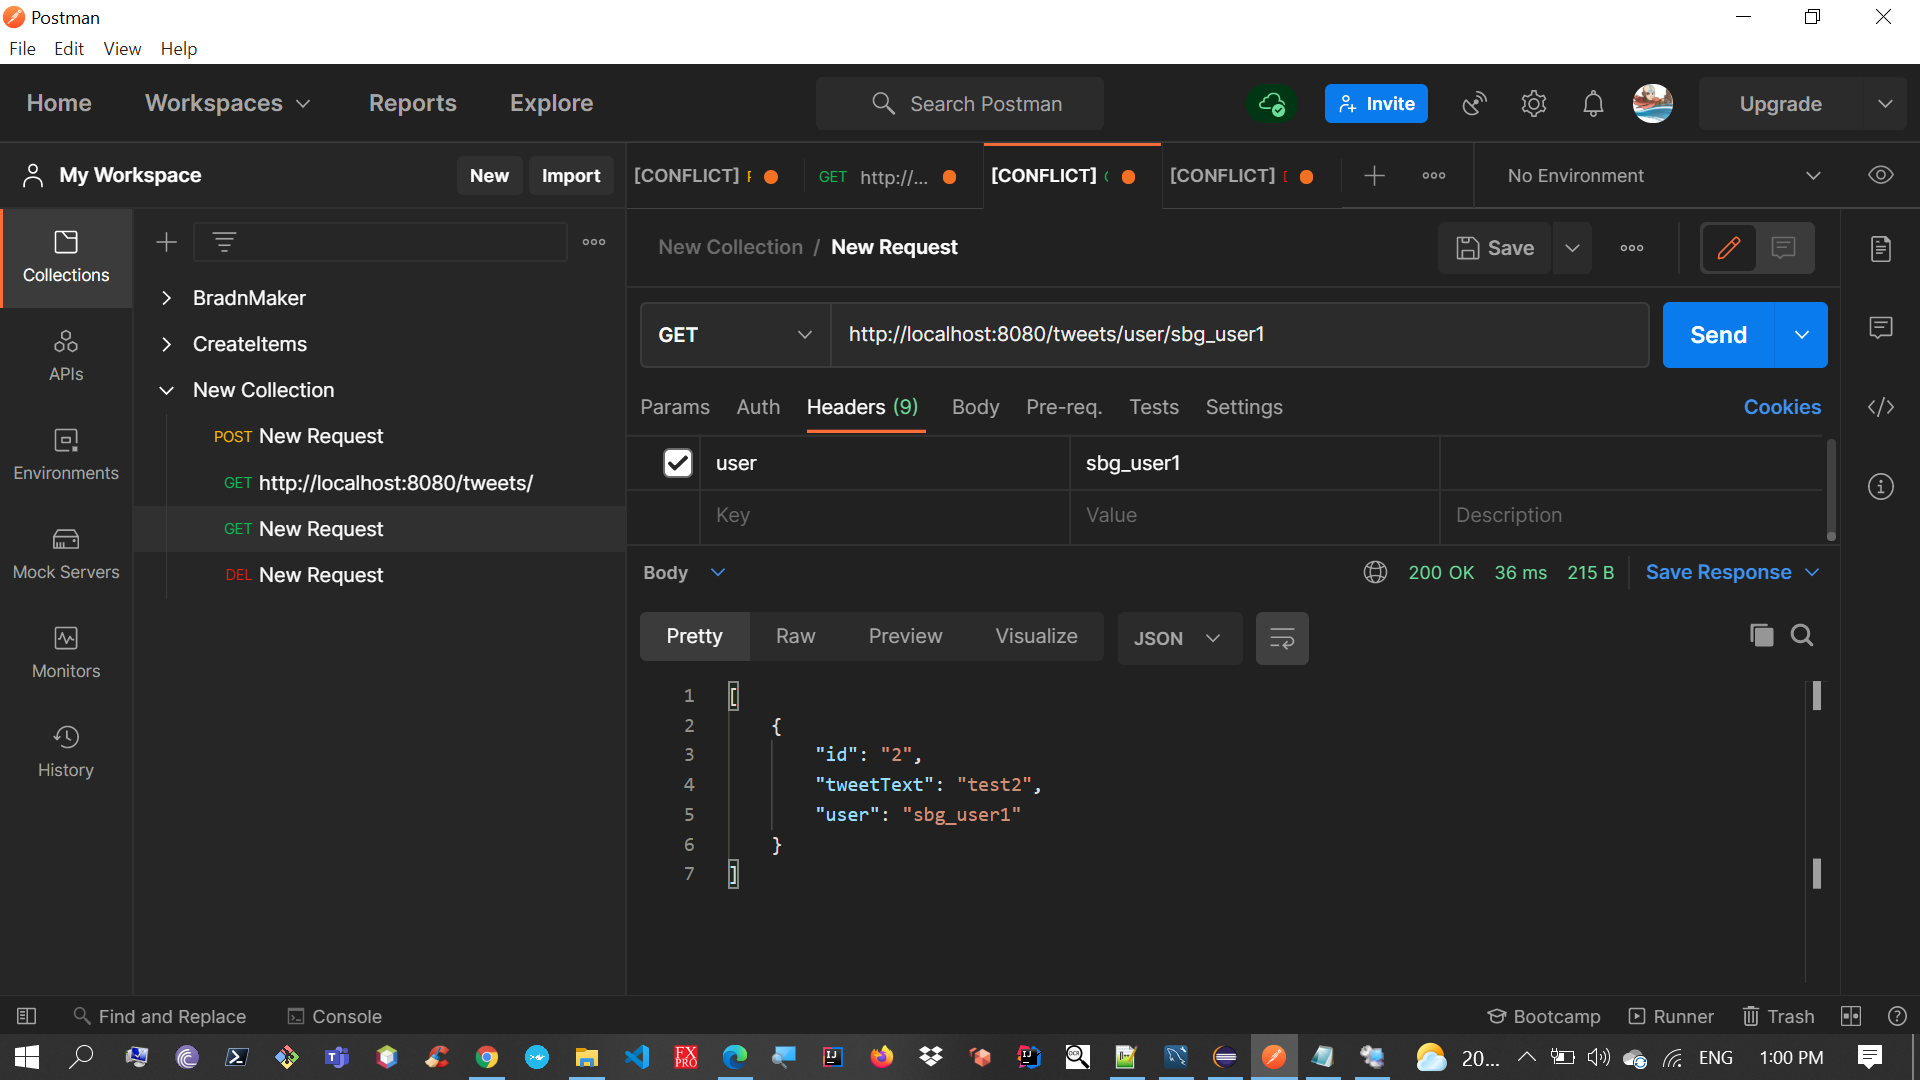 Postman
File Edit View Help
Home Workspaces Reports Explore Search Postman Invite Upgrade
My Workspace New Import [CONFLICT] GET http://... [CONFLICT] [CONFLICT] No Environment
Collections
APIs
Environments
Mock Servers
Monitors
History
BradnMaker
CreateItems
New Collection
POST New Request
GET http://localhost:8080/tweets/
GET New Request
DEL New Request
New Collection / New Request Save
GET http://localhost:8080/tweets/user/sbg_user1 Send
Params Auth Headers (9) Body Pre-req. Tests Settings Cookies
user sbg_user1
Key Value Description
Body 200 OK 36 ms 215 B Save Response
Pretty Raw Preview Visualize JSON
1 [
2 {
3 "id": "2",
4 "tweetText": "test2",
5 "user": "sbg_user1"
6 }
7 ]
Find and Replace Console Bootcamp Runner Trash
20... ENG 1:00 PM